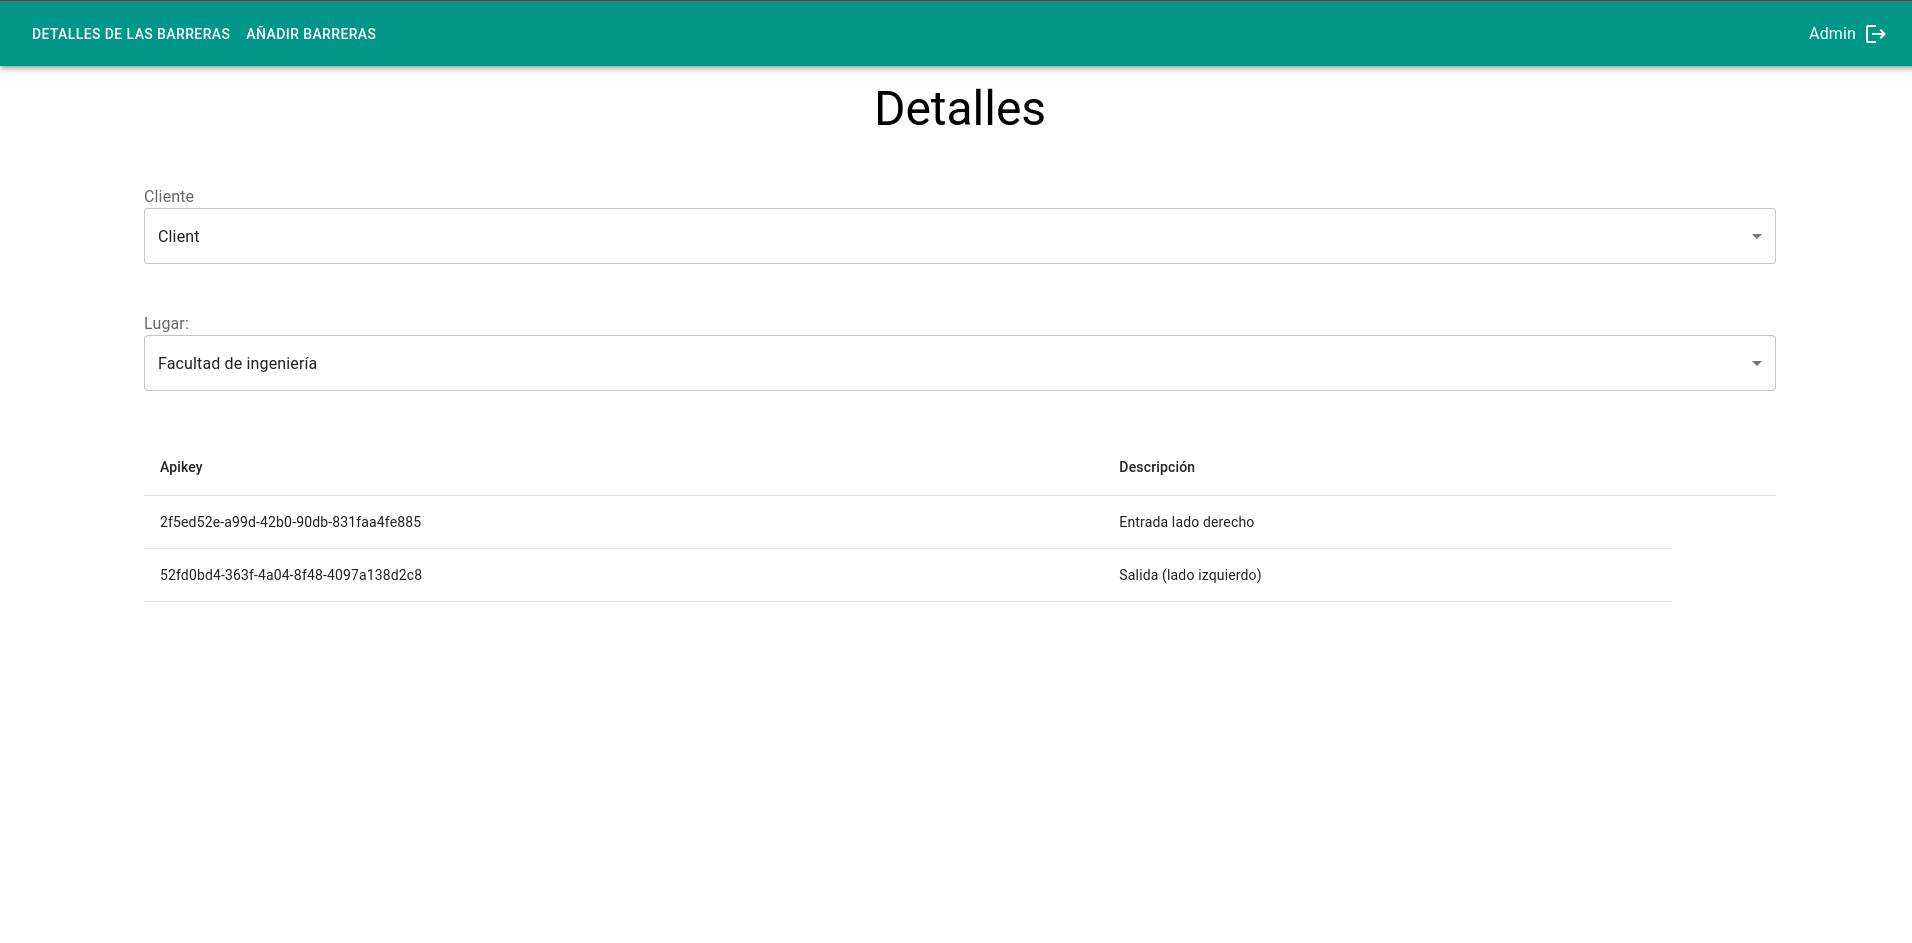 DETALLES DE LAS BARRERAS AÑADIR BARRERAS Admin
Detalles
Cliente
Client
Lugar:
Facultad de ingeniería
Apikey Descripción
2f5ed52e-a99d-42b0-90db-831faa4fe885 Entrada lado derecho
52fd0bd4-363f-4a04-8f48-4097a138d2c8 Salida (lado izquierdo)